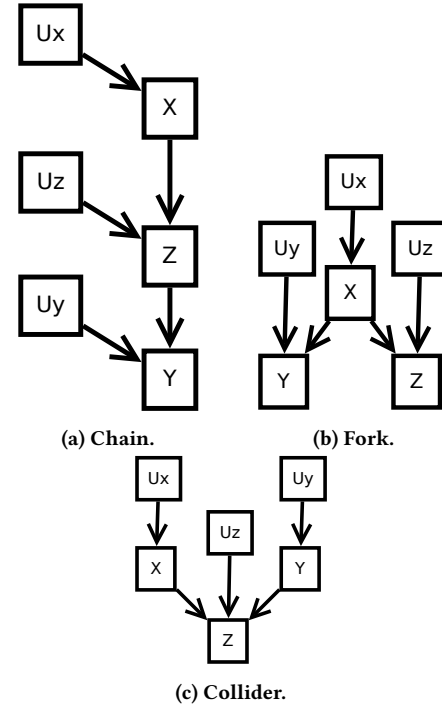 Ux
X
Uz
Z
Uy
Y
(a) Chain.
Ux
Uy
Uz
X
Y
Z
(b) Fork.
Ux
Uy
Uz
X
Y
Z
(c) Collider.